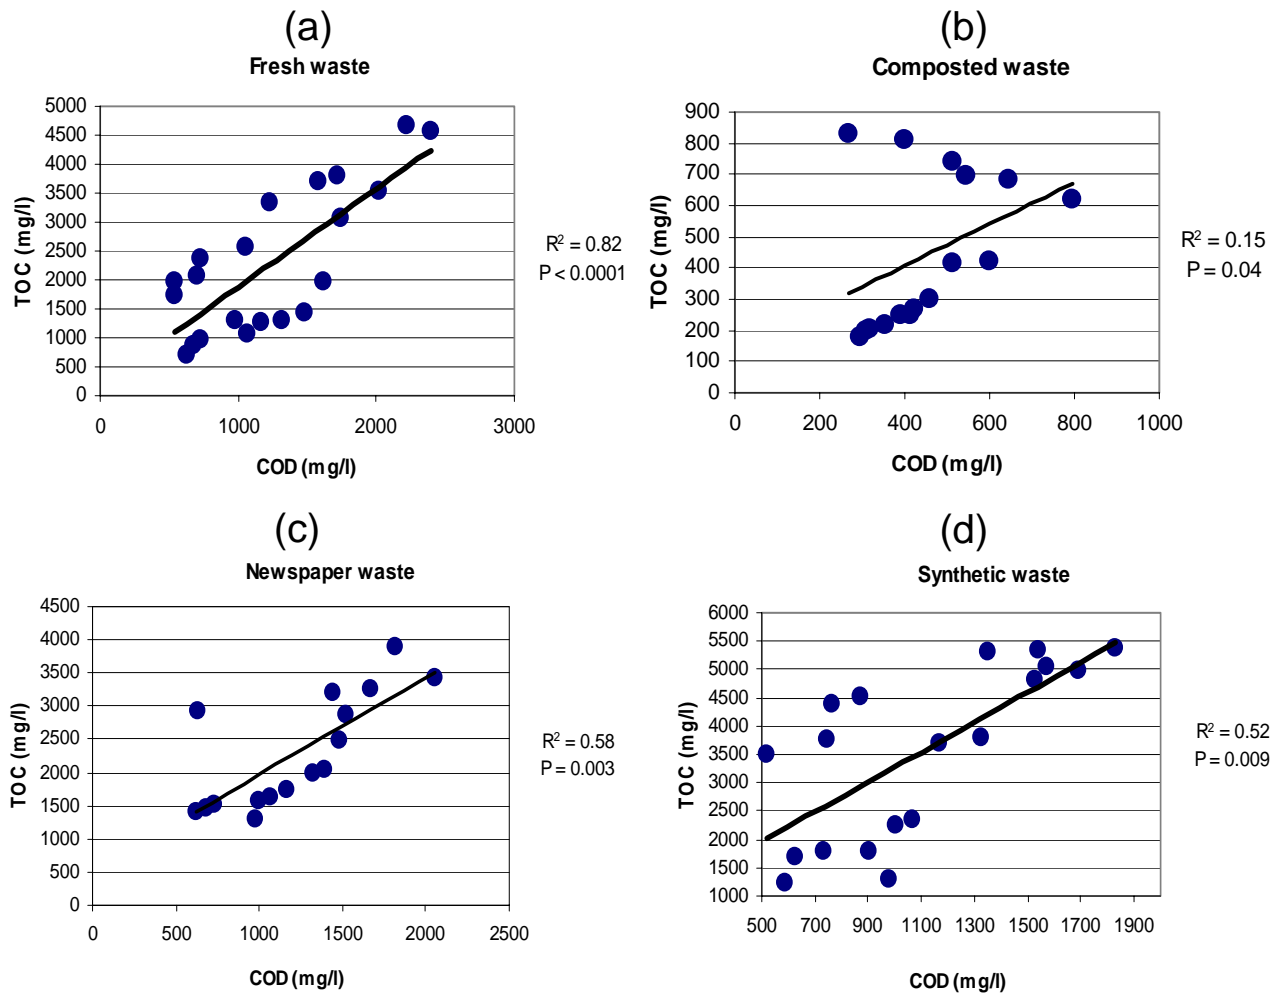 (a)
Fresh waste
5000
4500
4000
3500
3000
2500
2000
1500
1000
500
0
TOC (mg/l)
0 1000 2000 3000
COD (mg/l)
R² = 0.82
P < 0.0001
(b)
Composted waste
900
800
700
600
500
400
300
200
100
0
TOC (mg/l)
0 200 400 600 800 1000
COD (mg/l)
R² = 0.15
P = 0.04
(c)
Newspaper waste
4500
4000
3500
3000
2500
2000
1500
1000
500
0
TOC (mg/l)
0 500 1000 1500 2000 2500
COD (mg/l)
R² = 0.58
P = 0.003
(d)
Synthetic waste
6000
5500
5000
4500
4000
3500
3000
2500
2000
1500
1000
TOC (mg/l)
500 700 900 1100 1300 1500 1700 1900
COD (mg/l)
R² = 0.52
P = 0.009